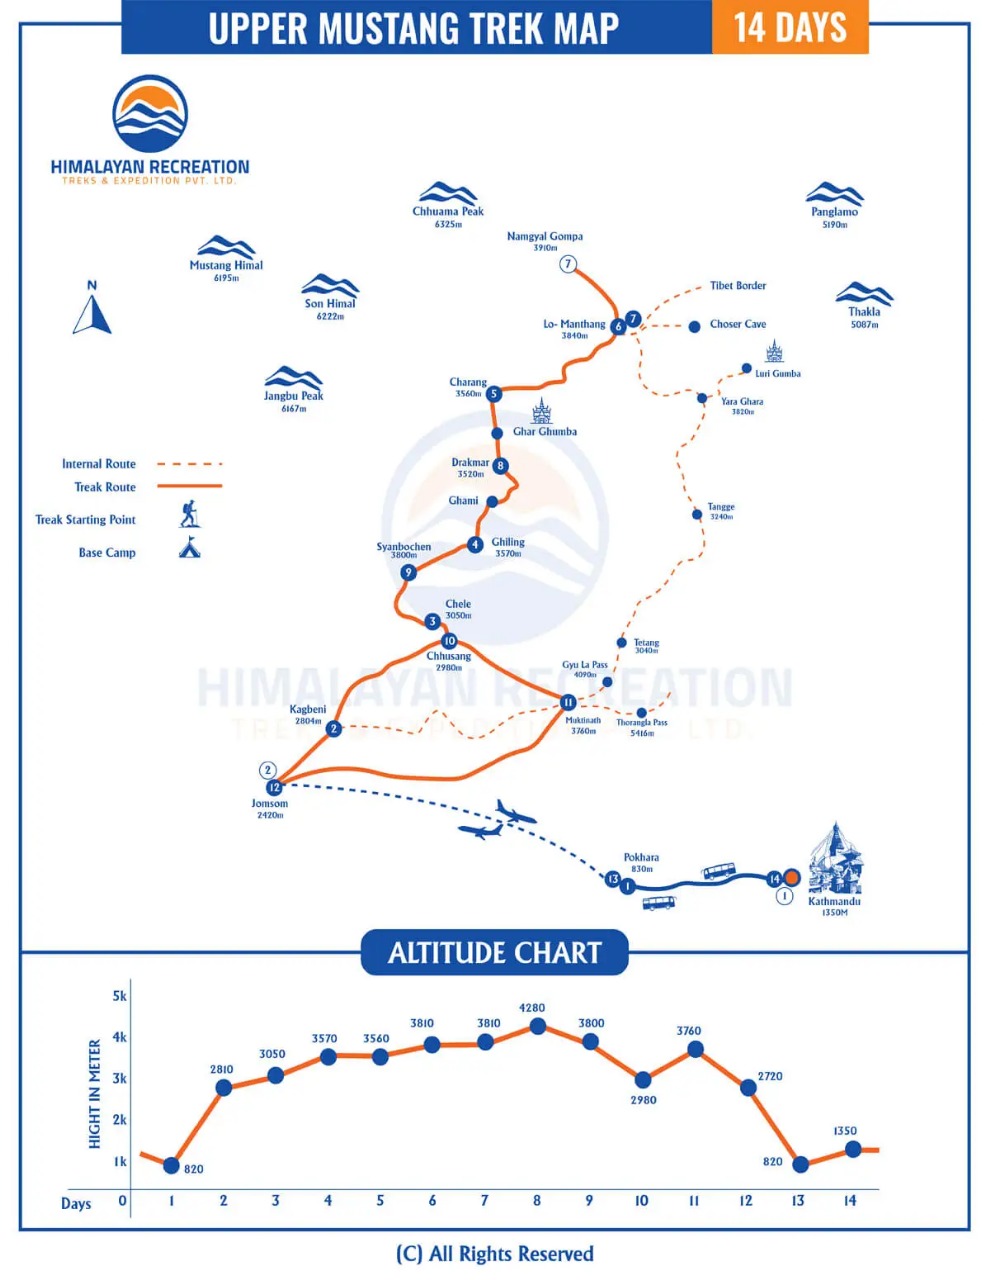 UPPER MUSTANG TREK MAP
14 DAYS
HIMALAYAN RECREATION
TREKS & EXPEDITION PVT. LTD.
Chhuama Peak
6325m
Panglamo
5190m
Mustang Himal
6195m
Namgyal Gompa
3910m
7
Son Himal
6222m
N
Tibet Border
Thakla
5087m
Lo- Manthang
3840m
6
7
Choser Cave
Luri Gumba
Jangbu Peak
6167m
Charang
3560m
5
Yara Ghara
3820m
Ghar Ghumba
Internal Route
Treak Route
Treak Starting Point
Base Camp
Drakmar
3520m
8
Ghami
Tangge
3240m
Syanbochen
3800m
9
4
Ghiling
3570m
Chele
3050m
3
10
Chhusang
2980m
Tetang
3040m
Gyu La Pass
4090m
HIMALAYAN RECREATION
TREKS & EXPEDITION PVT. LTD.
Kagbeni
2804m
2
11
Muktinath
3760m
Thorangla Pass
5416m
2
12
Jomsom
2420m
Pokhara
830m
13
1
14
1
Kathmandu
1350M
ALTITUDE CHART
HIGHT IN METER
5k
4k
3k
2k
1k
820
2810
3050
3570
3560
3810
3810
4280
3800
2980
3760
2720
820
1350
Days
0 1 2 3 4 5 6 7 8 9 10 11 12 13 14
(C) All Rights Reserved